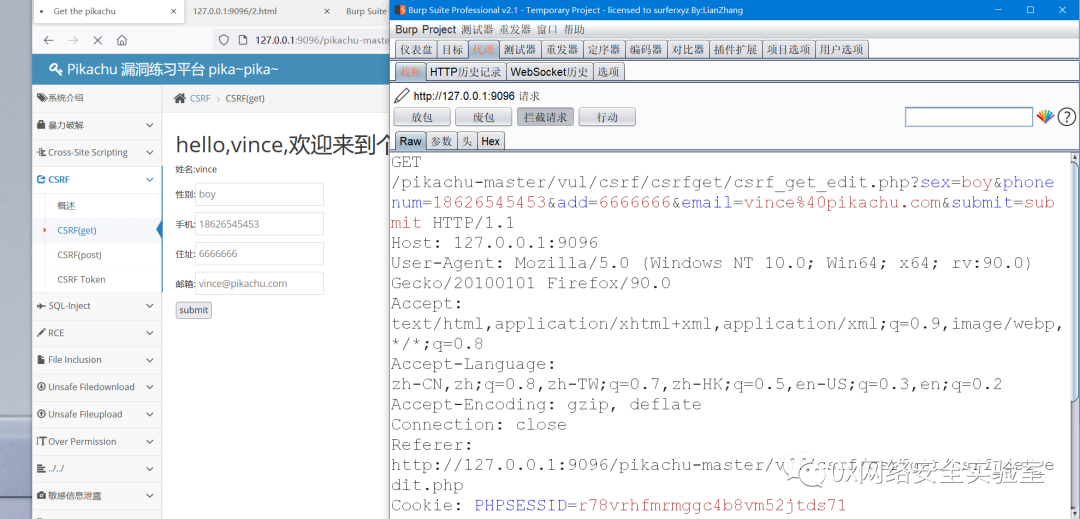 Get the pikachu
127.0.0.1:9096/2.html
Burp Suite
127.0.0.1:9096/pikachu-maste
Pikachu 漏洞练习平台 pika~pika~
系统介绍
暴力破解
Cross-Site Scripting
CSRF
概述
CSRF(get)
CSRF(post)
CSRF Token
SQL-Inject
RCE
File Inclusion
Unsafe Filedownload
Unsafe Fileupload
Over Permission
../../
敏感信息泄露
CSRF
CSRF(get)
hello,vince,欢迎来到个
姓名:vince
性别: boy
手机: 18626545453
住址: 6666666
邮箱: vince@pikachu.com
submit
Burp Suite Professional v2.1 - Temporary Project - licensed to surferxyz By:LianZhang
Burp Project 测试器 重发器 窗口 帮助
仪表盘 目标 代理 测试器 重发器 定序器 编码器 对比器 插件扩展 项目选项 用户选项
截断 HTTP历史记录 WebSocket历史 选项
http://127.0.0.1:9096 请求
放包 废包 拦截请求 行动
Raw 参数 头 Hex
GET
/pikachu-master/vul/csrf/csrfget/csrf_get_edit.php?sex=boy&phone
num=18626545453&add=6666666&email=vince%40pikachu.com&submit=sub
mit HTTP/1.1
Host: 127.0.0.1:9096
User-Agent: Mozilla/5.0 (Windows NT 10.0; Win64; x64; rv:90.0)
Gecko/20100101 Firefox/90.0
Accept:
text/html,application/xhtml+xml,application/xml;q=0.9,image/webp,
*/*;q=0.8
Accept-Language:
zh-CN,zh;q=0.8,zh-TW;q=0.7,zh-HK;q=0.5,en-US;q=0.3,en;q=0.2
Accept-Encoding: gzip, deflate
Connection: close
Referer:
http://127.0.0.1:9096/pikachu-master/vul/csrf/csrfget/csrf_get_e
dit.php
Cookie: PHPSESSID=r78vrhfmrmggc4b8vm52jtds71
UX网络安全实验室